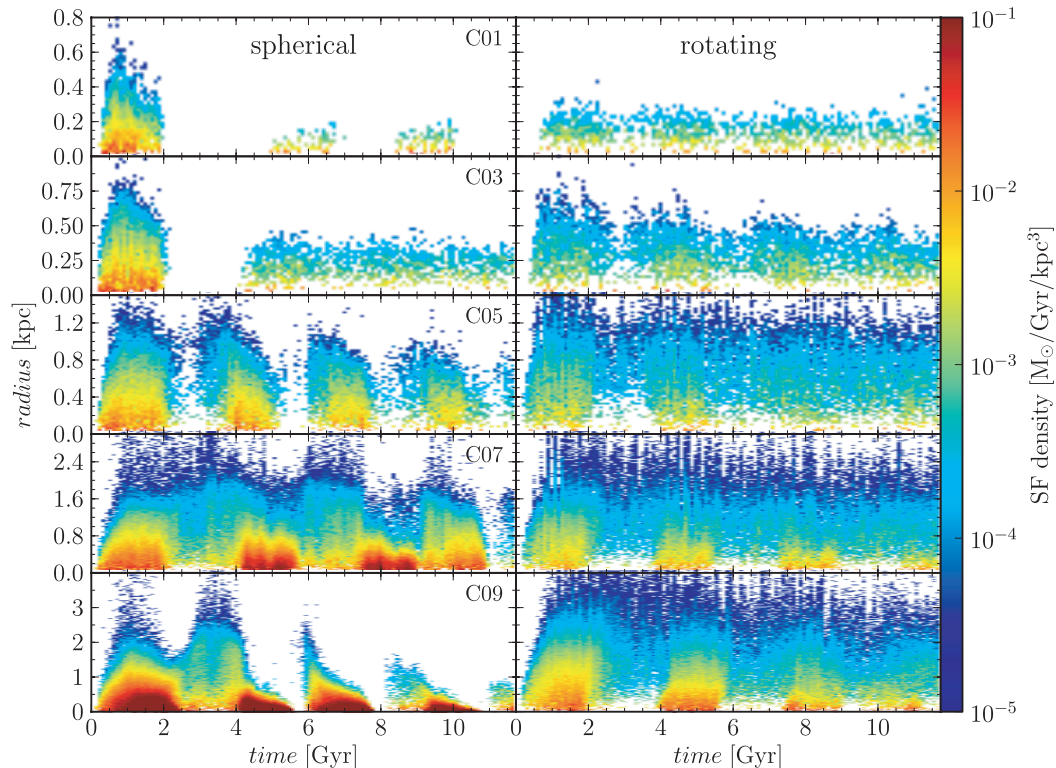 spherical
C01
rotating
0.8
0.6
0.4
0.2
0.0
C03
0.75
0.50
0.25
0.00
C05
1.2
0.8
0.4
0.0
C07
2.4
1.6
0.8
0.0
C09
3
2
1
0
radius [kpc]
0 2 4 6 8 10
0 2 4 6 8 10
time [Gyr]
time [Gyr]
10⁻¹
10⁻²
10⁻³
10⁻⁴
10⁻⁵
SF density [M⊙/Gyr/kpc³]